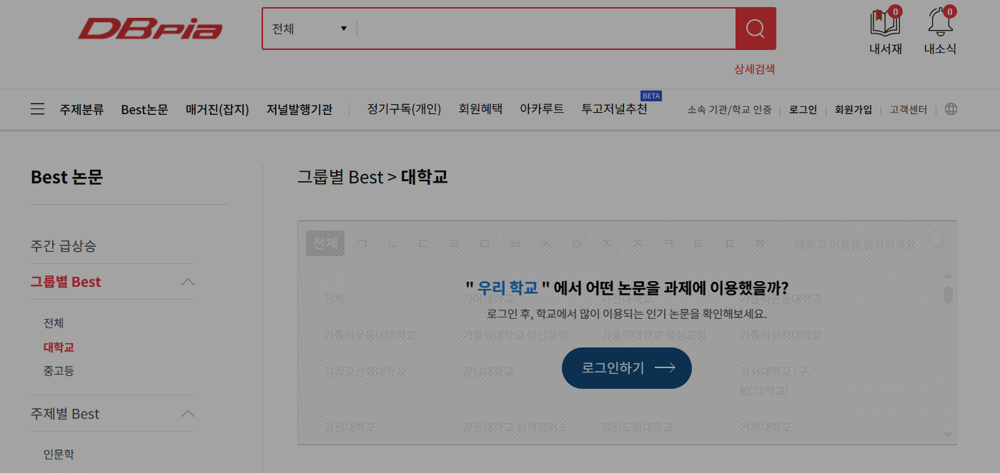 DBpia
전체
0
0
내서재
내소식
상세검색
BETA
주제분류 Best논문 매거진(잡지) 저널발행기관 정기구독(개인) 회원혜택 아카루트 투고저널추천 소속 기관/학교 인증 로그인 회원가입 고객센터
Best 논문
주간 급상승
그룹별 Best
전체
대학교
중고등
주제별 Best
인문학
그룹별 Best > 대학교
전체 ㄱ ㄴ ㄷ ㄹ ㅁ ㅂ ㅅ ㅇ ㅈ ㅊ ㅋ ㅌ ㅍ ㅎ 대학교 이름을 입력하세요
" 우리 학교 " 에서 어떤 논문을 과제에 이용했을까?
전체 가야대학교 가천대학교 가톨릭관동대학교
로그인 후, 학교에서 많이 이용되는 인기 논문을 확인해보세요.
가톨릭꽃동네대학교 가톨릭대학교 성신교정 가톨릭대학교 성심교정 가톨릭상지대학교
로그인하기
감리교신학대학교 강남대학교 강서대학교 (구.
KC대학교)
강원대학교 강원대학교 삼척캠퍼스 강원도립대학교 거제대학교